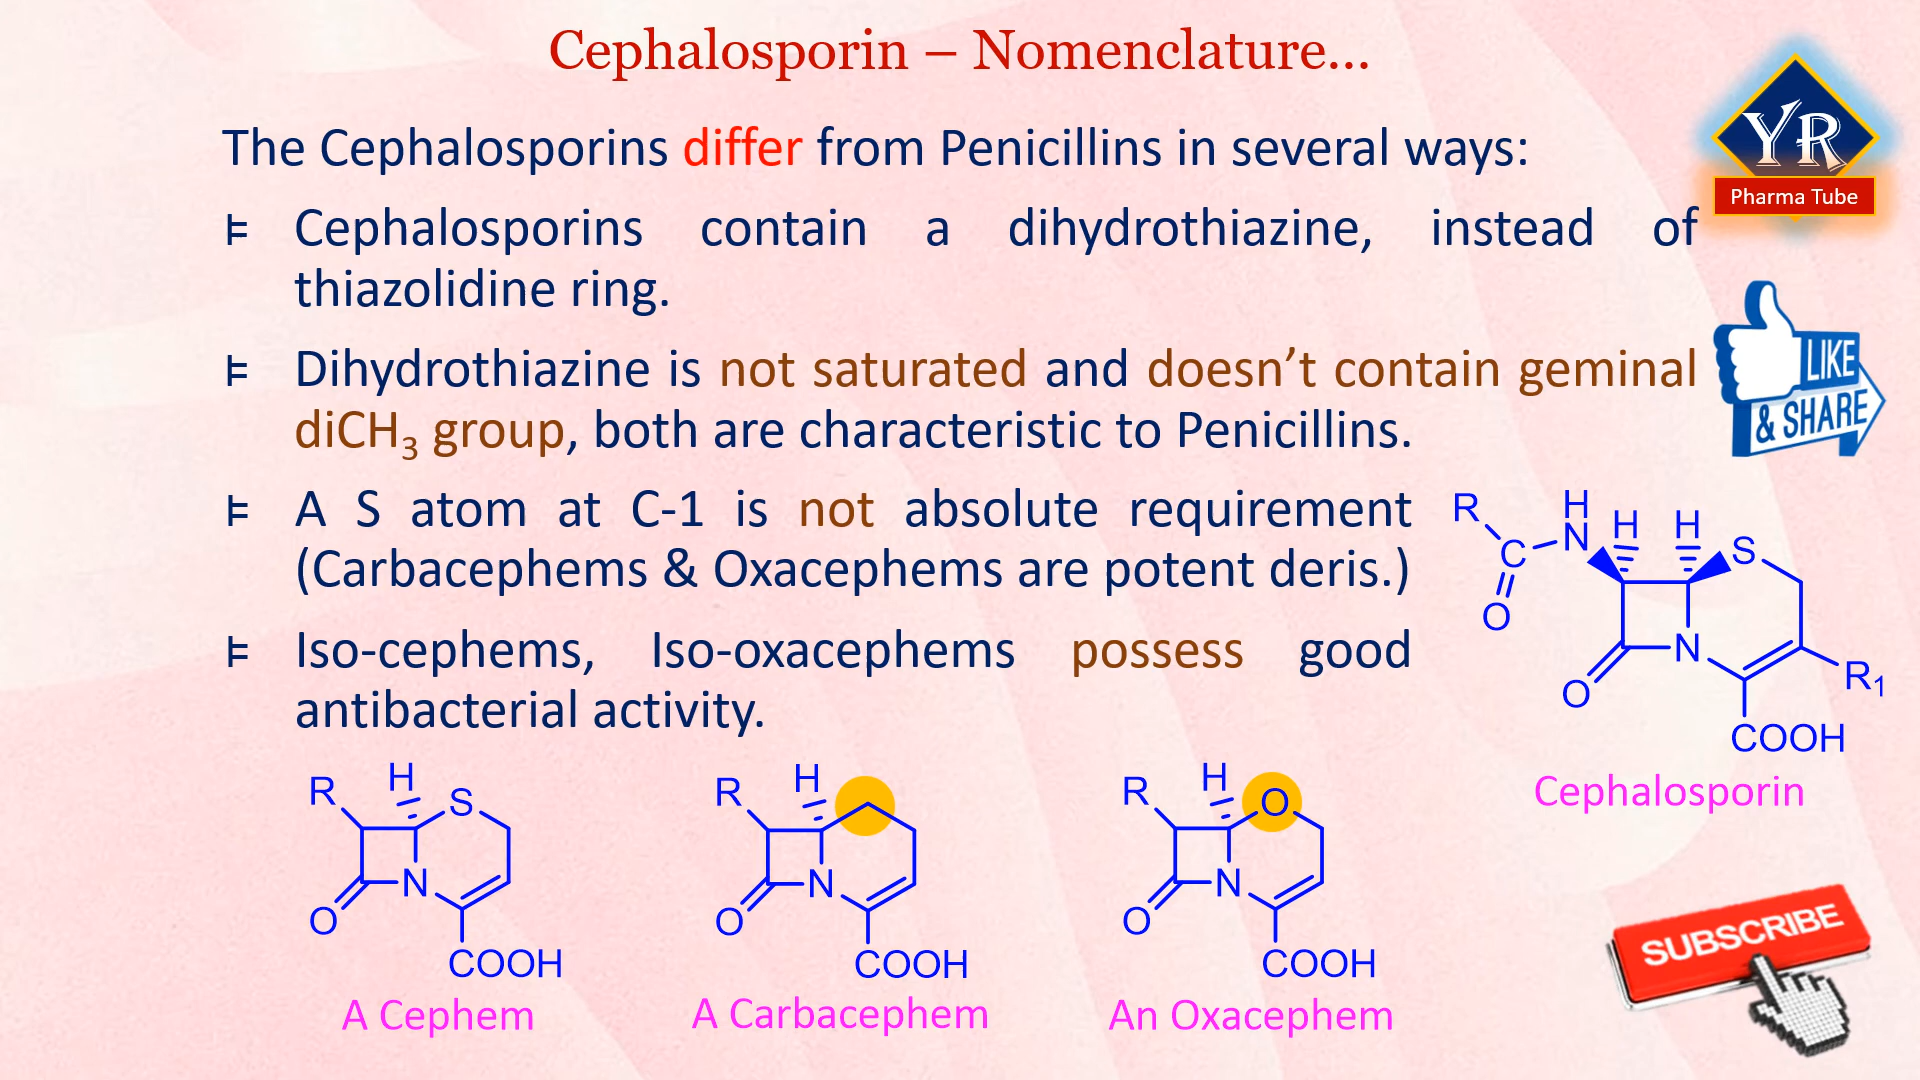 Cephalosporin – Nomenclature...
YR
Pharma Tube
The Cephalosporins differ from Penicillins in several ways:
Cephalosporins contain a dihydrothiazine, instead of
thiazolidine ring.
Dihydrothiazine is not saturated and doesn’t contain geminal
diCH₃ group, both are characteristic to Penicillins.
LIKE
& SHARE
A S atom at C-1 is not absolute requirement
(Carbacephems & Oxacephems are potent deris.)
Iso-cephems, Iso-oxacephems possess good
antibacterial activity.
R H N H H S
C
O
N
O
R₁
COOH
Cephalosporin
R H S
N
O
COOH
A Cephem
R H
N
O
COOH
A Carbacephem
R H O
N
O
COOH
An Oxacephem
SUBSCRIBE